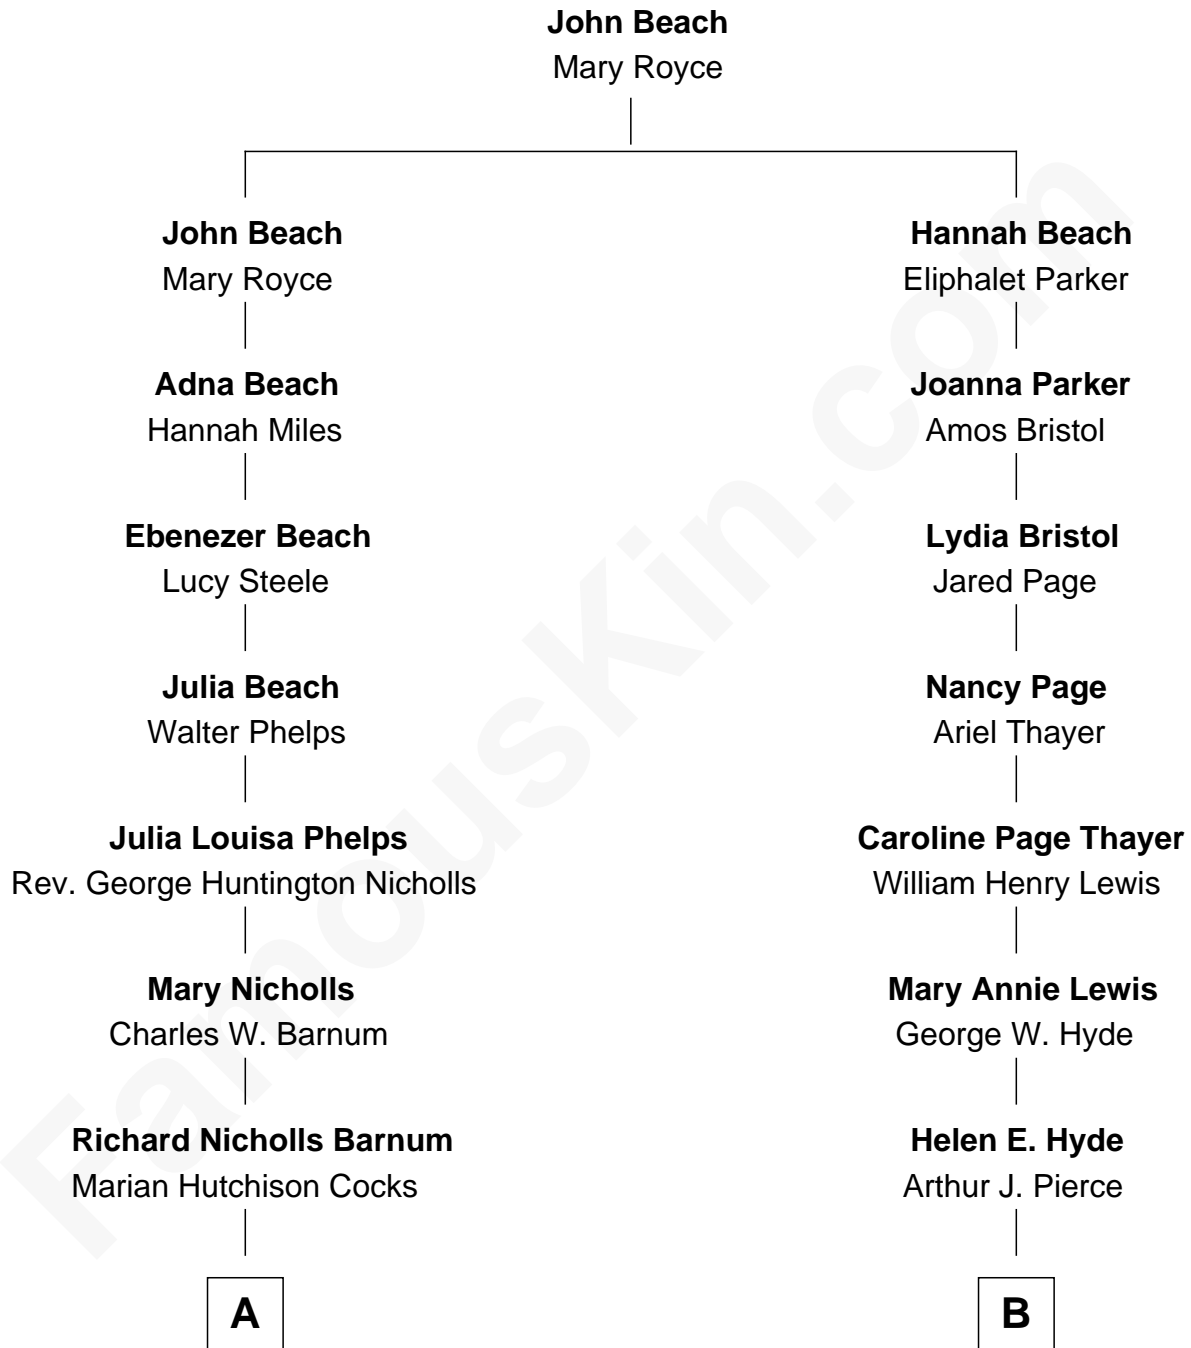 John Beach
Mary Royce
John Beach
Mary Royce
Hannah Beach
Eliphalet Parker
Adna Beach
Hannah Miles
Joanna Parker
Amos Bristol
Ebenezer Beach
Lucy Steele
Lydia Bristol
Jared Page
Julia Beach
Walter Phelps
Nancy Page
Ariel Thayer
Julia Louisa Phelps
Rev. George Huntington Nicholls
Caroline Page Thayer
William Henry Lewis
Mary Nicholls
Charles W. Barnum
Mary Annie Lewis
George W. Hyde
Richard Nicholls Barnum
Marian Hutchison Cocks
Helen E. Hyde
Arthur J. Pierce
A
B
FamousKin.com